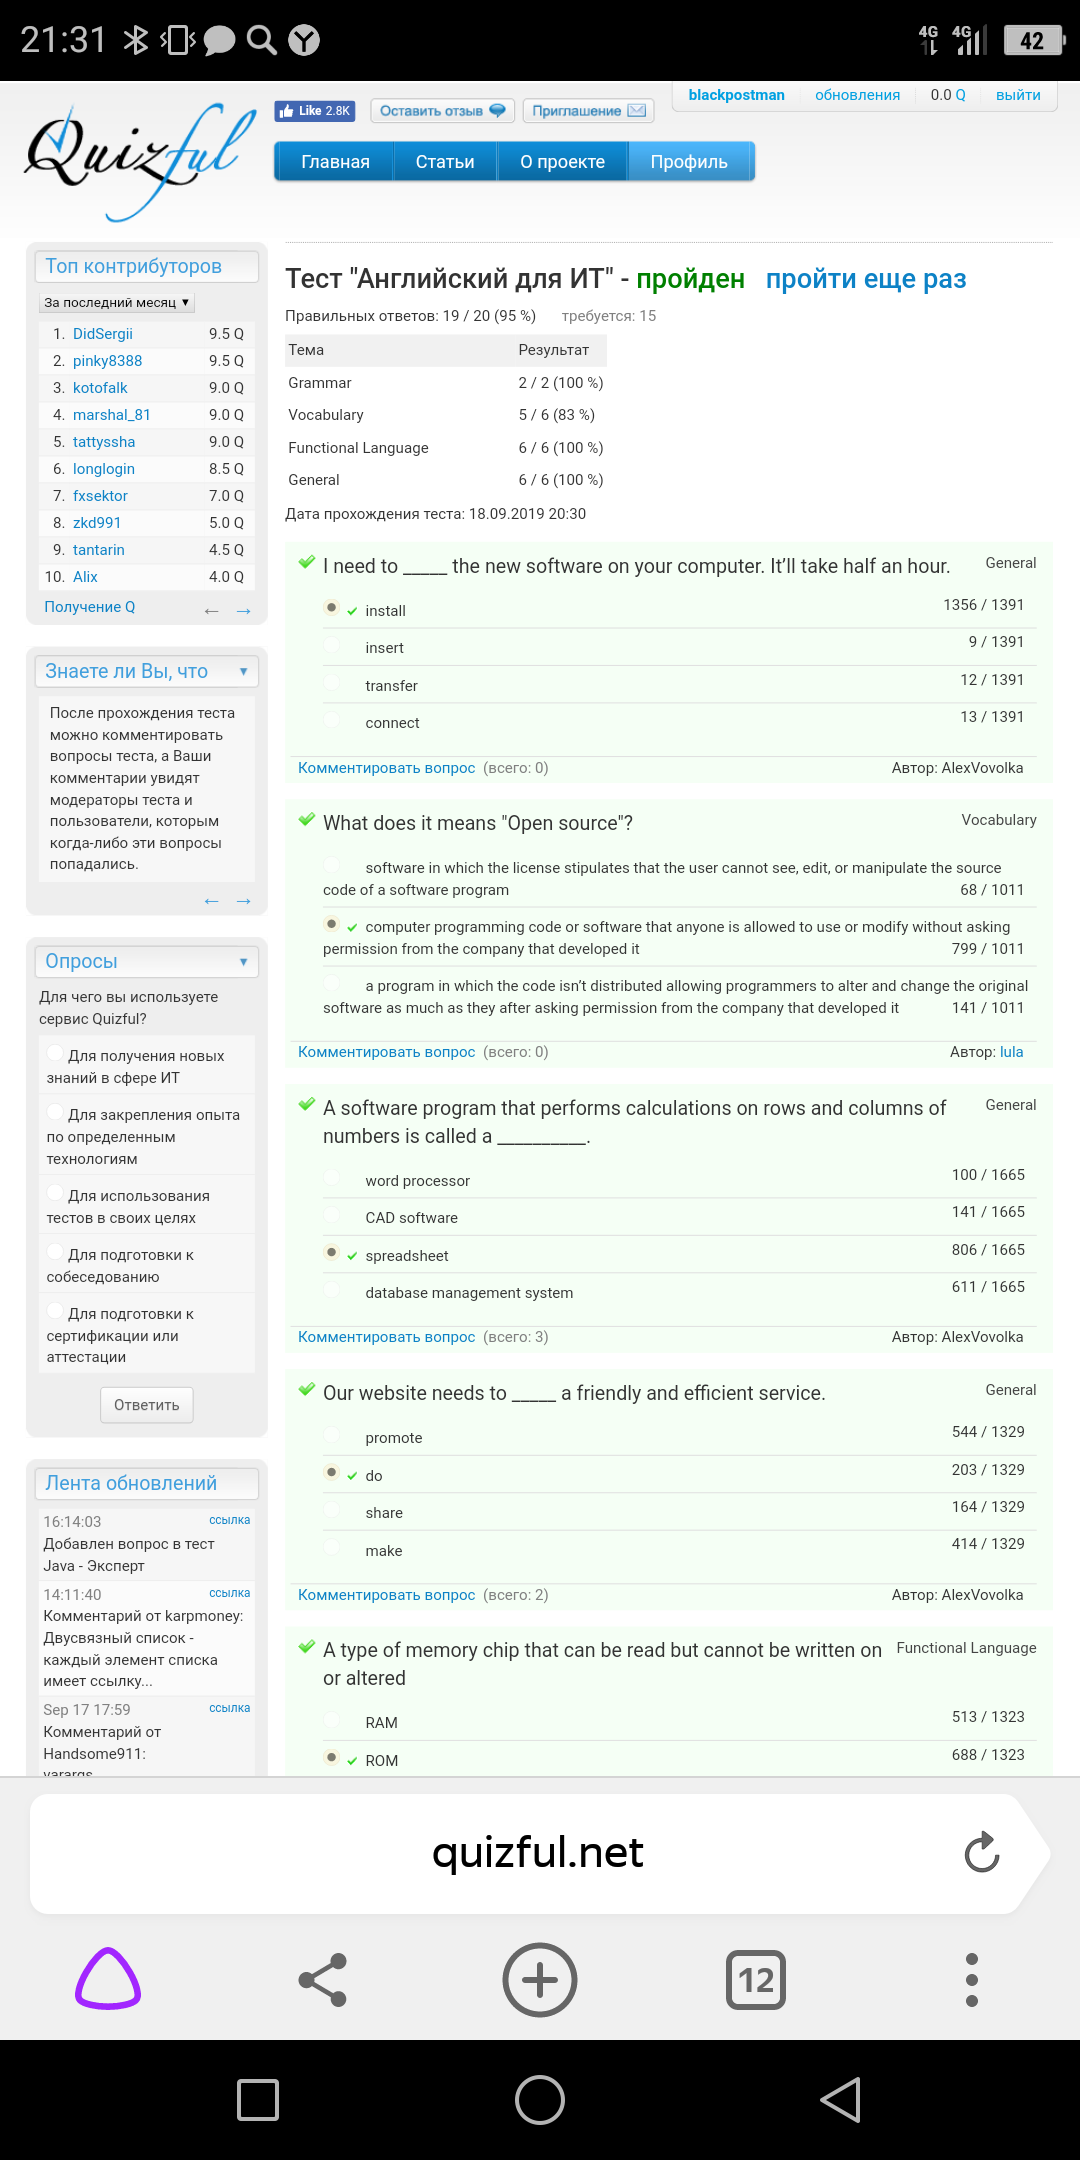 21:31
4G 4G 42
blackpostman обновления 0.0 Q выйти
Like 2.8K Оставить отзыв Приглашение
Quizful
Главная Статьи О проекте Профиль
Топ контрибуторов
За последний месяц ▼
1. DidSergii 9.5 Q
2. pinky8388 9.5 Q
3. kotofalk 9.0 Q
4. marshal_81 9.0 Q
5. tattyssha 9.0 Q
6. longlogin 8.5 Q
7. fxsektor 7.0 Q
8. zkd991 5.0 Q
9. tantarin 4.5 Q
10. Alix 4.0 Q
Получение Q ← →
Знаете ли Вы, что ▼
После прохождения теста
можно комментировать
вопросы теста, а Ваши
комментарии увидят
модераторы теста и
пользователи, которым
когда-либо эти вопросы
попадались.
← →
Опросы ▼
Для чего вы используете
сервис Quizful?
Для получения новых
знаний в сфере ИТ
Для закрепления опыта
по определенным
технологиям
Для использования
тестов в своих целях
Для подготовки к
собеседованию
Для подготовки к
сертификации или
аттестации
Ответить
Лента обновлений
16:14:03 ссылка
Добавлен вопрос в тест
Java - Эксперт
14:11:40 ссылка
Комментарий от karpmoney:
Двусвязный список -
каждый элемент списка
имеет ссылку...
Sep 17 17:59 ссылка
Комментарий от
Handsome911:
varargs
Тест "Английский для ИТ" - пройден пройти еще раз
Правильных ответов: 19 / 20 (95 %) требуется: 15
Тема Результат
Grammar 2 / 2 (100 %)
Vocabulary 5 / 6 (83 %)
Functional Language 6 / 6 (100 %)
General 6 / 6 (100 %)
Дата прохождения теста: 18.09.2019 20:30
I need to _____ the new software on your computer. It’ll take half an hour. General
install 1356 / 1391
insert 9 / 1391
transfer 12 / 1391
connect 13 / 1391
Комментировать вопрос (всего: 0) Автор: AlexVovolka
What does it means "Open source"? Vocabulary
software in which the license stipulates that the user cannot see, edit, or manipulate the source
code of a software program 68 / 1011
computer programming code or software that anyone is allowed to use or modify without asking
permission from the company that developed it 799 / 1011
a program in which the code isn’t distributed allowing programmers to alter and change the original
software as much as they after asking permission from the company that developed it 141 / 1011
Комментировать вопрос (всего: 0) Автор: lula
A software program that performs calculations on rows and columns of General
numbers is called a __________.
word processor 100 / 1665
CAD software 141 / 1665
spreadsheet 806 / 1665
database management system 611 / 1665
Комментировать вопрос (всего: 3) Автор: AlexVovolka
Our website needs to _____ a friendly and efficient service. General
promote 544 / 1329
do 203 / 1329
share 164 / 1329
make 414 / 1329
Комментировать вопрос (всего: 2) Автор: AlexVovolka
A type of memory chip that can be read but cannot be written on Functional Language
or altered
RAM 513 / 1323
ROM 688 / 1323
quizful.net
12